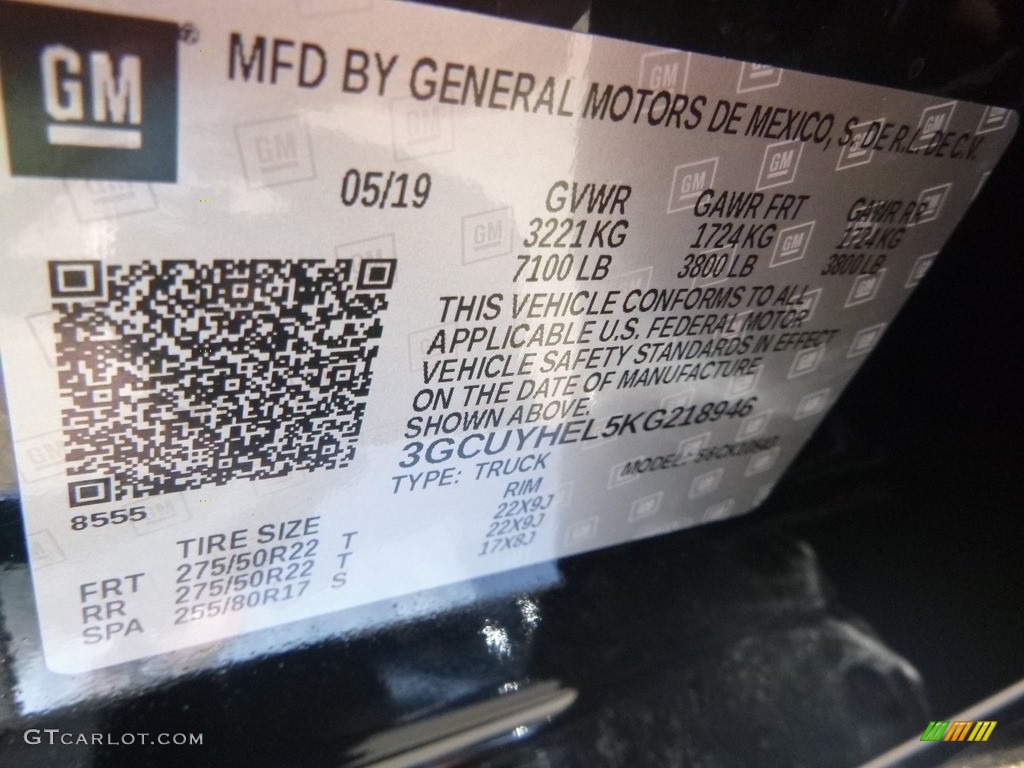 GM
MFD BY GENERAL MOTORS DE MEXICO, S. DE R.L. DE C.V.
05/19 GVWR GAWR FRT GAWR RR
3221 KG 1724 KG 1724 KG
7100 LB 3800 LB 3800 LB
THIS VEHICLE CONFORMS TO ALL
APPLICABLE U.S. FEDERAL MOTOR
VEHICLE SAFETY STANDARDS IN EFFECT
ON THE DATE OF MANUFACTURE
SHOWN ABOVE.
3GCUYHEL5KG218946
TYPE: TRUCK MODEL:
8555
TIRE SIZE RIM
FRT 275/50R22 T 22X9J
RR 275/50R22 T 22X9J
SPA 255/80R17 S 17X8J
GTCARLOT.COM